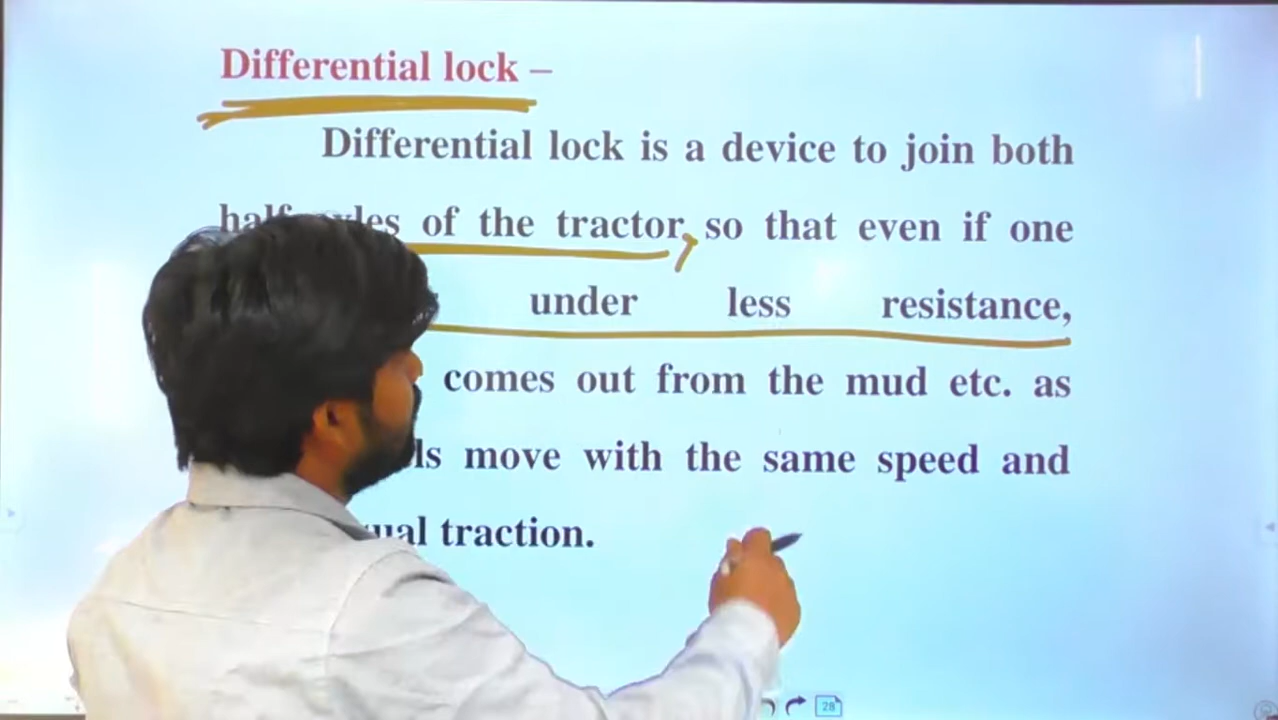 Differential lock –
Differential lock is a device to join both
of the tractor, so that even if one
under less resistance,
comes out from the mud etc. as
move with the same speed and
traction.
28